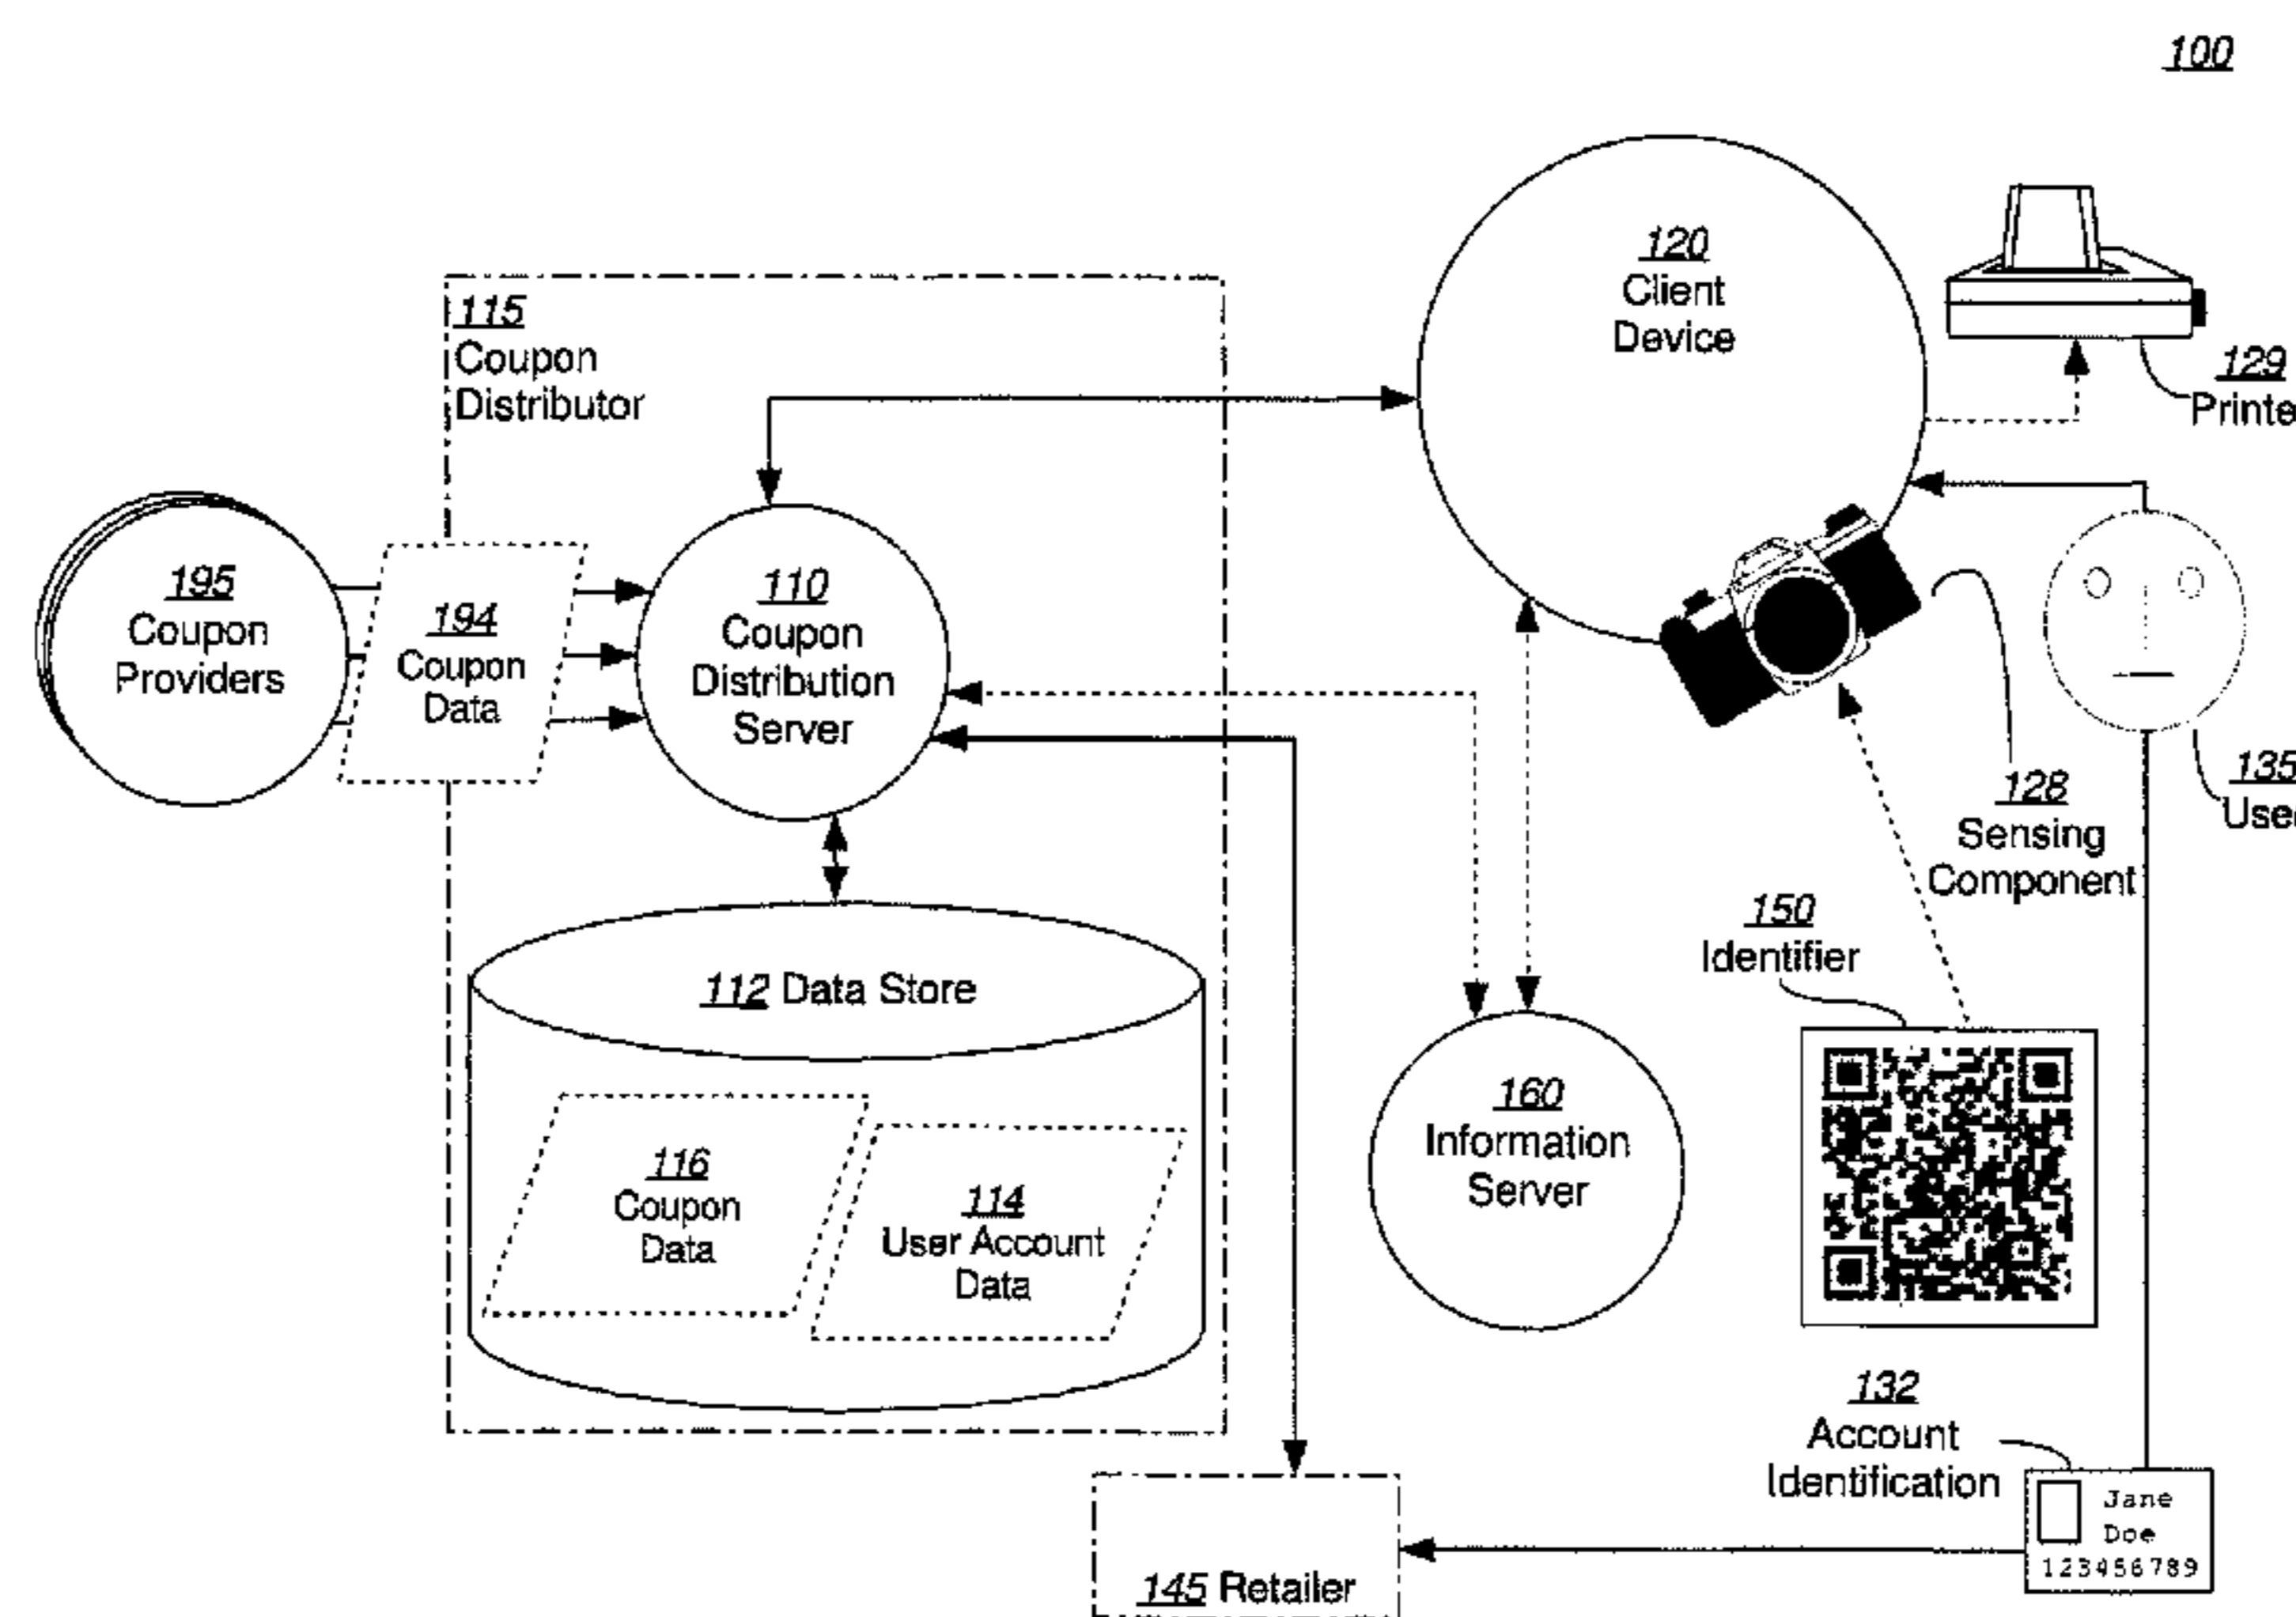 100
120
Client
Device
115
Coupon
Distributor
129
Printe
195
Coupon
Providers
194
Coupon
Data
110
Coupon
Distribution
Server
135
Use
128
Sensing
Component
150
Identifier
112 Data Store
116
Coupon
Data
114
User Account
Data
160
Information
Server
132
Account
Identification
Jane
Doe
123456789
145 Retailer